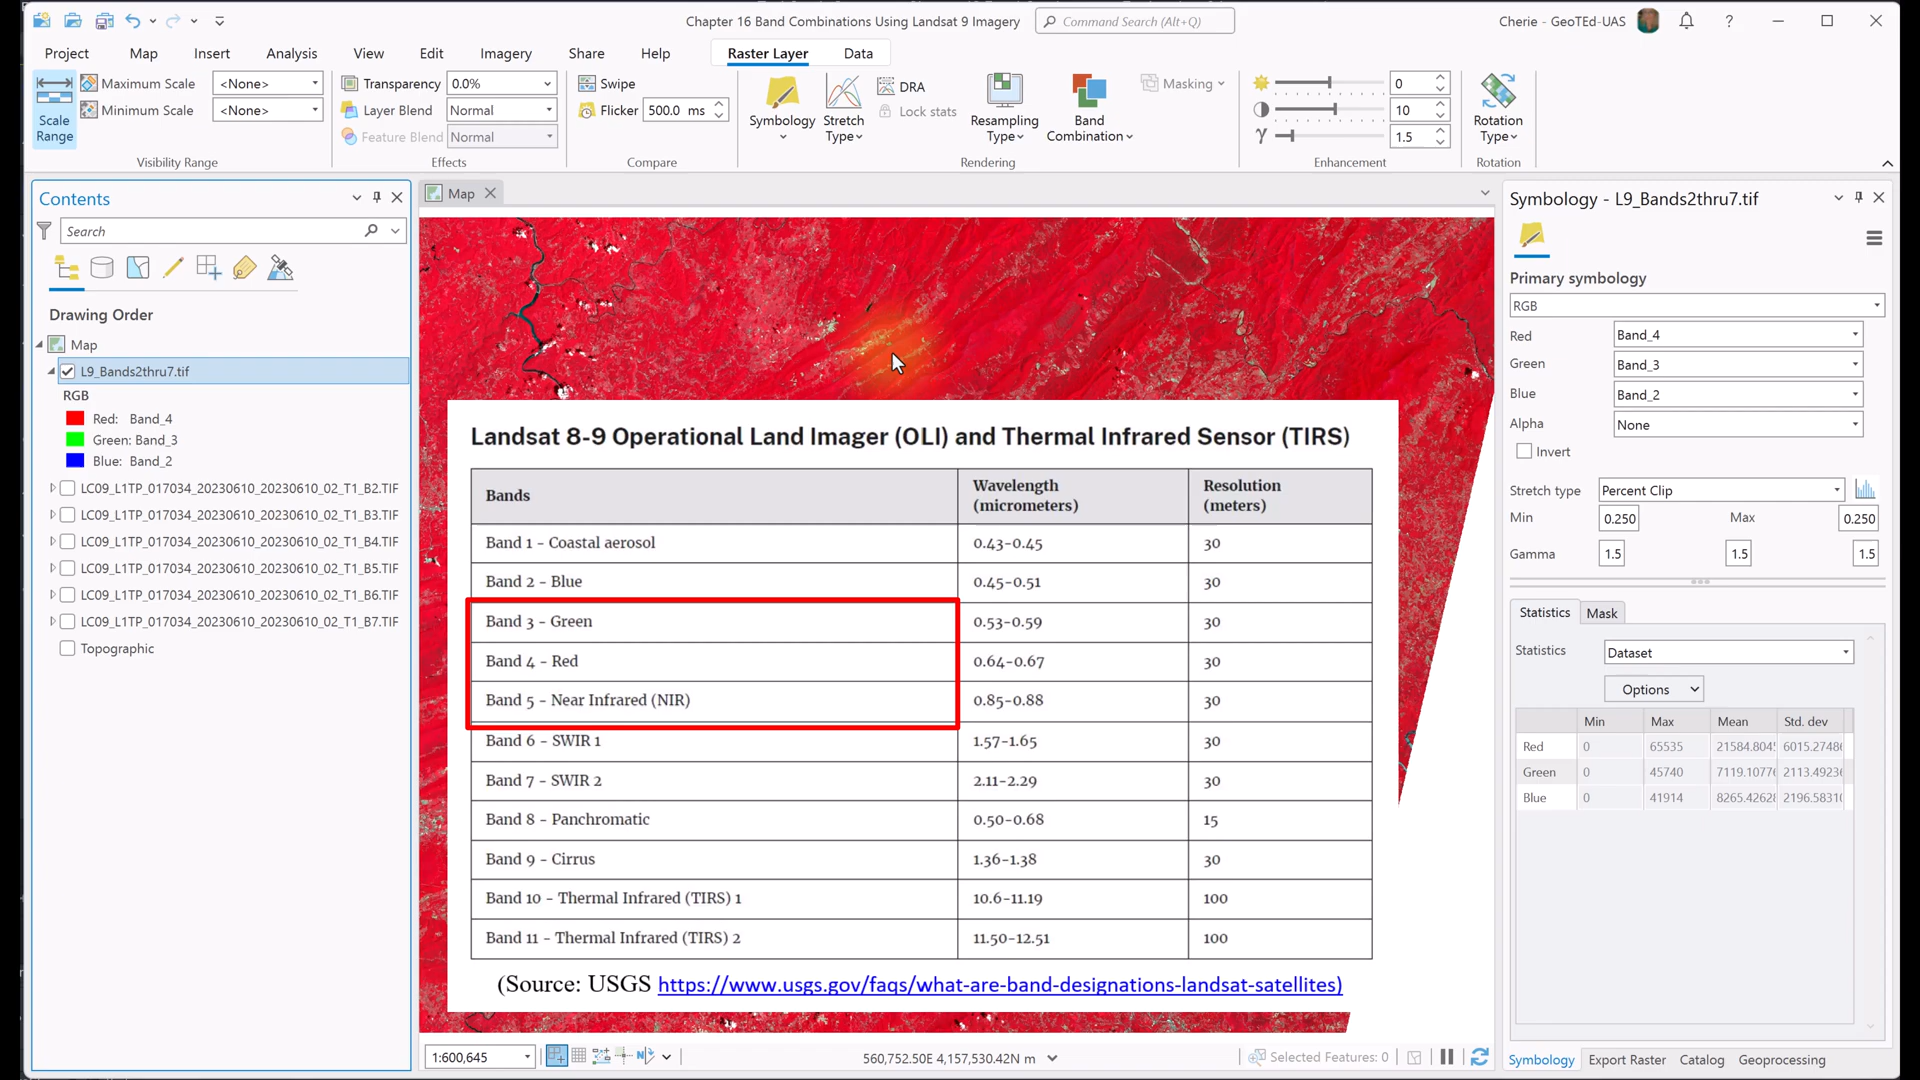 Chapter 16 Band Combinations Using Landsat 9 Imagery
Command Search (Alt+Q)
Cherie - GeoTEd-UAS
?
Project Map Insert Analysis View Edit Imagery Share Help Raster Layer Data
Scale Range
Maximum Scale <None>
Minimum Scale <None>
Visibility Range
Transparency 0.0%
Layer Blend Normal
Feature Blend Normal
Effects
Swipe
Flicker 500.0 ms
Compare
Symbology
Stretch Type
DRA
Lock stats
Resampling Type
Band Combination
Masking
Rendering
0
10
γ 1.5
Enhancement
Rotation Type
Rotation
Contents
Search
Drawing Order
Map
L9_Bands2thru7.tif
RGB
Red: Band_4
Green: Band_3
Blue: Band_2
LC09_L1TP_017034_20230610_20230610_02_T1_B2.TIF
LC09_L1TP_017034_20230610_20230610_02_T1_B3.TIF
LC09_L1TP_017034_20230610_20230610_02_T1_B4.TIF
LC09_L1TP_017034_20230610_20230610_02_T1_B5.TIF
LC09_L1TP_017034_20230610_20230610_02_T1_B6.TIF
LC09_L1TP_017034_20230610_20230610_02_T1_B7.TIF
Topographic
Map
Landsat 8-9 Operational Land Imager (OLI) and Thermal Infrared Sensor (TIRS)
Bands Wavelength (micrometers) Resolution (meters)
Band 1 - Coastal aerosol 0.43-0.45 30
Band 2 - Blue 0.45-0.51 30
Band 3 - Green 0.53-0.59 30
Band 4 - Red 0.64-0.67 30
Band 5 - Near Infrared (NIR) 0.85-0.88 30
Band 6 - SWIR 1 1.57-1.65 30
Band 7 - SWIR 2 2.11-2.29 30
Band 8 - Panchromatic 0.50-0.68 15
Band 9 - Cirrus 1.36-1.38 30
Band 10 - Thermal Infrared (TIRS) 1 10.6-11.19 100
Band 11 - Thermal Infrared (TIRS) 2 11.50-12.51 100
(Source: USGS https://www.usgs.gov/faqs/what-are-band-designations-landsat-satellites)
1:600,645
560,752.50E 4,157,530.42N m
Selected Features: 0
Symbology - L9_Bands2thru7.tif
Primary symbology
RGB
Red Band_4
Green Band_3
Blue Band_2
Alpha None
Invert
Stretch type Percent Clip
Min 0.250 Max 0.250
Gamma 1.5 1.5 1.5
Statistics Mask
Statistics Dataset
Options
Min Max Mean Std. dev
Red 0 65535 21584.804 6015.27486
Green 0 45740 7119.1077 2113.49236
Blue 0 41914 8265.42628 2196.58310
Symbology Export Raster Catalog Geoprocessing